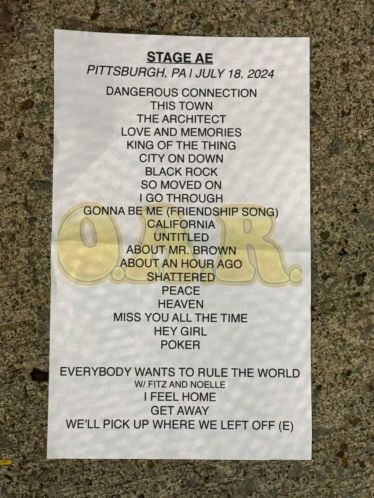 STAGE AE
PITTSBURGH, PA | JULY 18, 2024
DANGEROUS CONNECTION
THIS TOWN
THE ARCHITECT
LOVE AND MEMORIES
KING OF THE THING
CITY ON DOWN
BLACK ROCK
SO MOVED ON
I GO THROUGH
GONNA BE ME (FRIENDSHIP SONG)
CALIFORNIA
UNTITLED
O.A.R.
ABOUT MR. BROWN
ABOUT AN HOUR AGO
SHATTERED
PEACE
HEAVEN
MISS YOU ALL THE TIME
HEY GIRL
POKER
EVERYBODY WANTS TO RULE THE WORLD
W/ FITZ AND NOELLE
I FEEL HOME
GET AWAY
WE'LL PICK UP WHERE WE LEFT OFF (E)